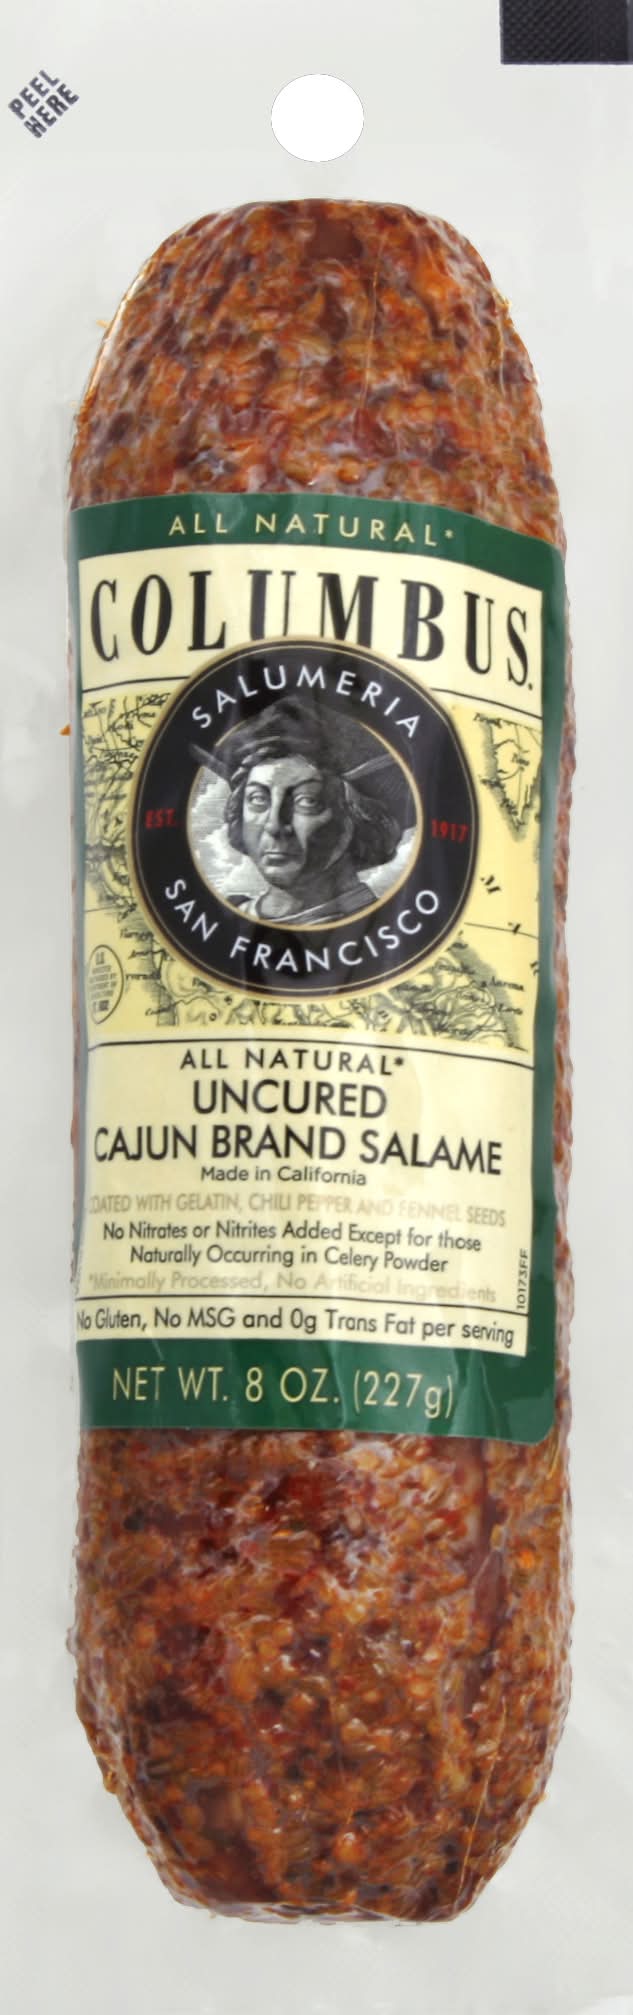 PEEL
HERE
ALL NATURAL*
COLUMBUS.
SALUMERIA
EST. 1917
SAN FRANCISCO
ALL NATURAL*
UNCURED
CAJUN BRAND SALAME
Made in California
COATED WITH GELATIN, CHILI PEPPER AND FENNEL SEEDS
No Nitrates or Nitrites Added Except for those
Naturally Occurring in Celery Powder
*Minimally Processed, No Artificial Ingredients
10173FF
No Gluten, No MSG and 0g Trans Fat per serving
NET WT. 8 OZ. (227g)